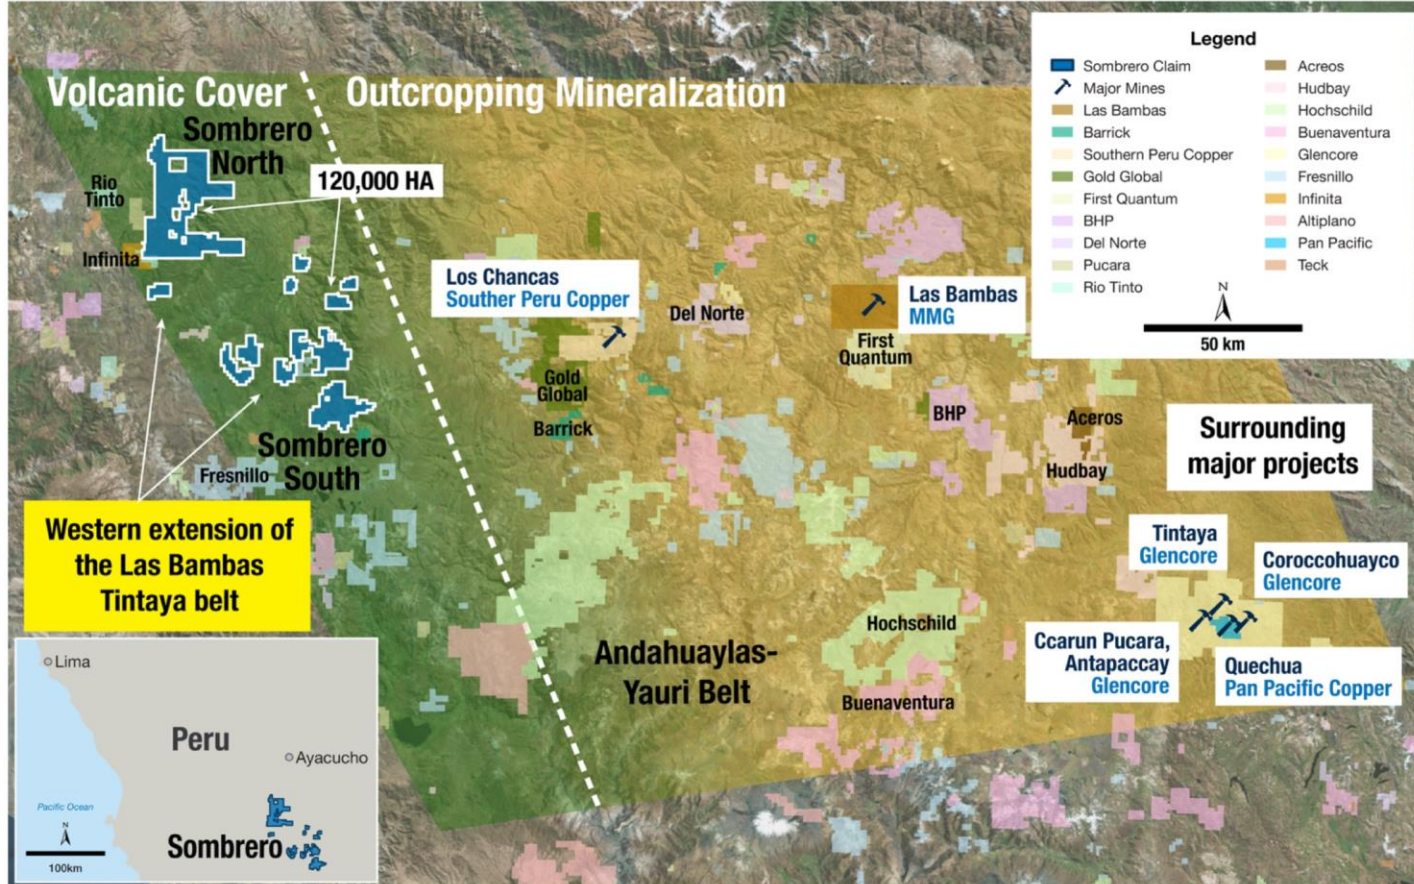 Volcanic Cover
Outcropping Mineralization
Sombrero
North
120,000 HA
Rio
Tinto
Infinita
Los Chancas
Souther Peru Copper
Del Norte
Las Bambas
MMG
First
Quantum
Gold
Global
Barrick
BHP
Aceros
Hudbay
Sombrero
South
Fresnillo
Surrounding
major projects
Western extension of
the Las Bambas
Tintaya belt
Tintaya
Glencore
Coroccohuayco
Glencore
Hochschild
Andahuaylas-
Yauri Belt
Ccarun Pucara,
Antapaccay
Glencore
Quechua
Pan Pacific Copper
Buenaventura
Legend
Sombrero Claim
Major Mines
Las Bambas
Barrick
Southern Peru Copper
Gold Global
First Quantum
BHP
Del Norte
Pucara
Rio Tinto
Acreos
Hudbay
Hochschild
Buenaventura
Glencore
Fresnillo
Infinita
Altiplano
Pan Pacific
Teck
N
50 km
Lima
Peru
Ayacucho
Pacific Ocean
N
100km
Sombrero